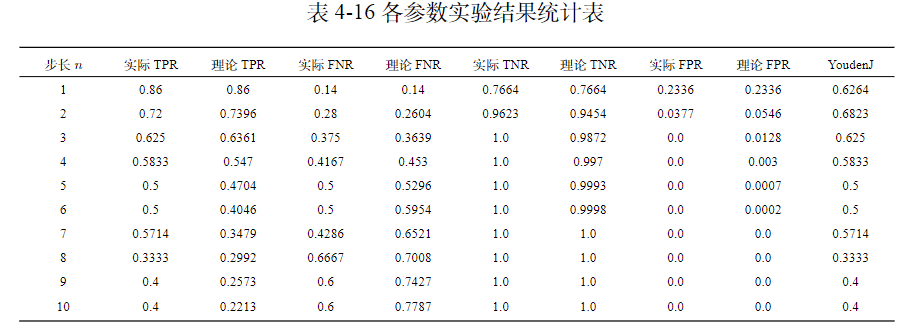 表 4-16 各参数实验结果统计表
步长 n 实际 TPR 理论 TPR 实际 FNR 理论 FNR 实际 TNR 理论 TNR 实际 FPR 理论 FPR YoudenJ
1 0.86 0.86 0.14 0.14 0.7664 0.7664 0.2336 0.2336 0.6264
2 0.72 0.7396 0.28 0.2604 0.9623 0.9454 0.0377 0.0546 0.6823
3 0.625 0.6361 0.375 0.3639 1.0 0.9872 0.0 0.0128 0.625
4 0.5833 0.547 0.4167 0.453 1.0 0.997 0.0 0.003 0.5833
5 0.5 0.4704 0.5 0.5296 1.0 0.9993 0.0 0.0007 0.5
6 0.5 0.4046 0.5 0.5954 1.0 0.9998 0.0 0.0002 0.5
7 0.5714 0.3479 0.4286 0.6521 1.0 1.0 0.0 0.0 0.5714
8 0.3333 0.2992 0.6667 0.7008 1.0 1.0 0.0 0.0 0.3333
9 0.4 0.2573 0.6 0.7427 1.0 1.0 0.0 0.0 0.4
10 0.4 0.2213 0.6 0.7787 1.0 1.0 0.0 0.0 0.4